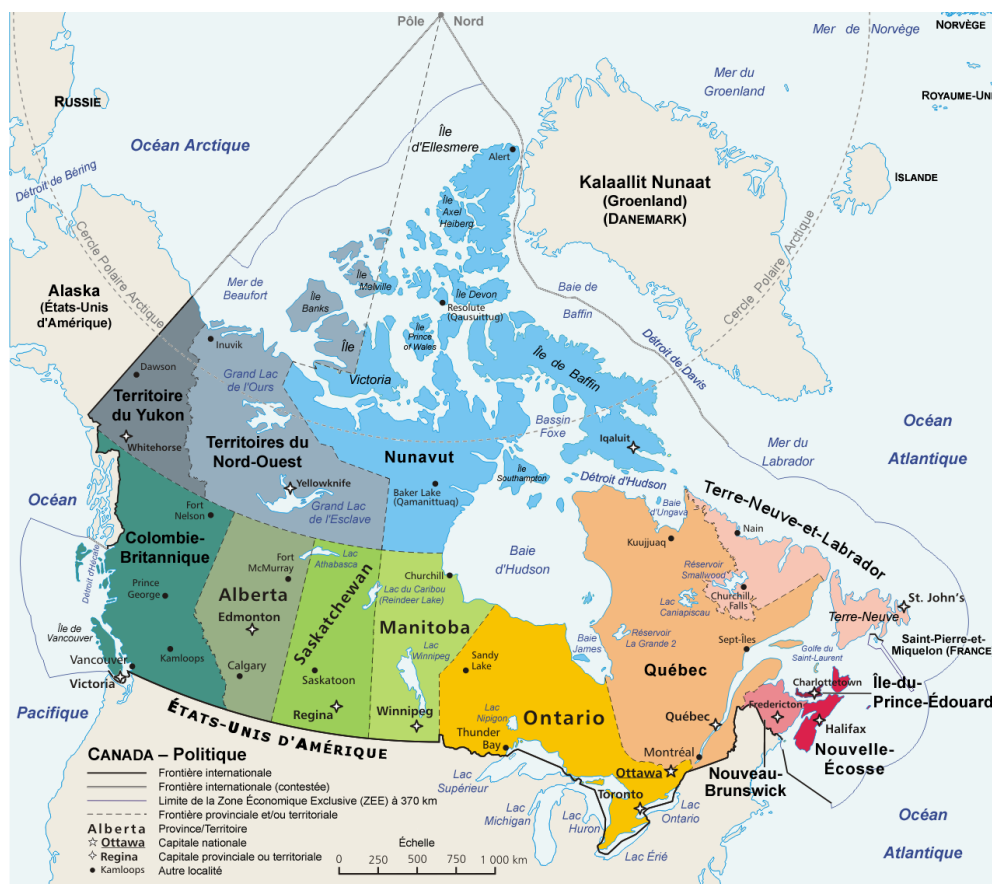 Pôle Nord
NORVÈGE
Mer de Norvège
Mer du
Groenland
RUSSIE
ROYAUME-UNI
Île
d'Ellesmere
Océan Arctique
Alert
Détroit de Béring
Kalaallit Nunaat
(Groenland)
(DANEMARK)
ISLANDE
Île
Axel
Haiberg
Cercle Polaire Arctique
Cercle Polaire Arctique
Mer de
Beaufort
Île
Melville
Île
Banks
Île Devon
Resolute
(Qausuittug)
Baie de
Baffin
Alaska
(États-Unis
d'Amérique)
Île
Prince
of Wales
Inuvik
Île
Victoria
Île de Baffin
Détroit de Davis
Dawson
Grand Lac
de l'Ours
Territoire
du Yukon
Whitehorse
Territoires du
Nord-Ouest
Bassin
Foxe
Iqaluit
Océan
Atlantique
Mer du
Labrador
Nunavut
Île
Southampton
Détroit d'Hudson
Yellowknife
Baker Lake
(Qamanittuaq)
Grand Lac
de l'Esclave
Océan
Pacifique
Fort
Nelson
Baie
d'Ungava
Terre-Neuve-et-Labrador
Nain
Colombie-
Britannique
Kuujjuaq
Baie
d'Hudson
Fort
McMurray
Lac
Athabasca
Détroit d'Hécate
Prince
George
Churchill
Lac du Caribou
(Reindeer Lake)
Réservoir
Smallwood
Churchill
Falls
Lac
Caniapiscau
St. John's
Alberta
Edmonton
Saskatchewan
Manitoba
Terre-Neuve
Île de
Vancouver
Réservoir
La Grande 2
Sept-Îles
Saint-Pierre-et-
Miquelon (FRANCE)
Baie
James
Lac
Winnipeg
Golfe du
Saint-Laurent
Vancouver
Kamloops
Calgary
Saskatoon
Sandy
Lake
Québec
Victoria
Charlottetown
Île-du-
Prince-Édouard
Regina
Winnipeg
Lac
Nipigon
Ontario
Québec
Fredericton
Halifax
ÉTATS-UNIS D'AMÉRIQUE
Thunder
Bay
Montréal
Nouvelle-
Écosse
Ottawa
Nouveau-
Brunswick
Lac
Supérieur
Toronto
Lac
Michigan
Lac
Huron
Lac
Ontario
Lac Érié
Océan
Atlantique
CANADA – Politique
Frontière internationale
Frontière internationale (contestée)
Limite de la Zone Économique Exclusive (ZEE) à 370 km
Frontière provinciale et/ou territoriale
Alberta Province/Territoire
Ottawa Capitale nationale
Regina Capitale provinciale ou territoriale
Kamloops Autre localité
Échelle
0 500 1 000 km